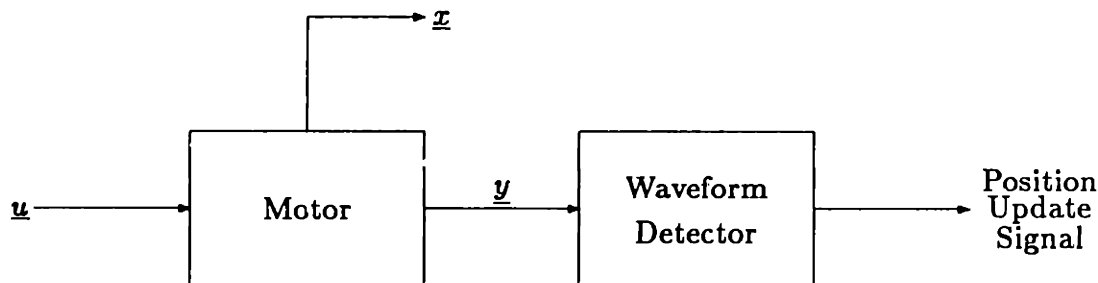 x
u
Motor
y
Waveform
Detector
Position
Update
Signal